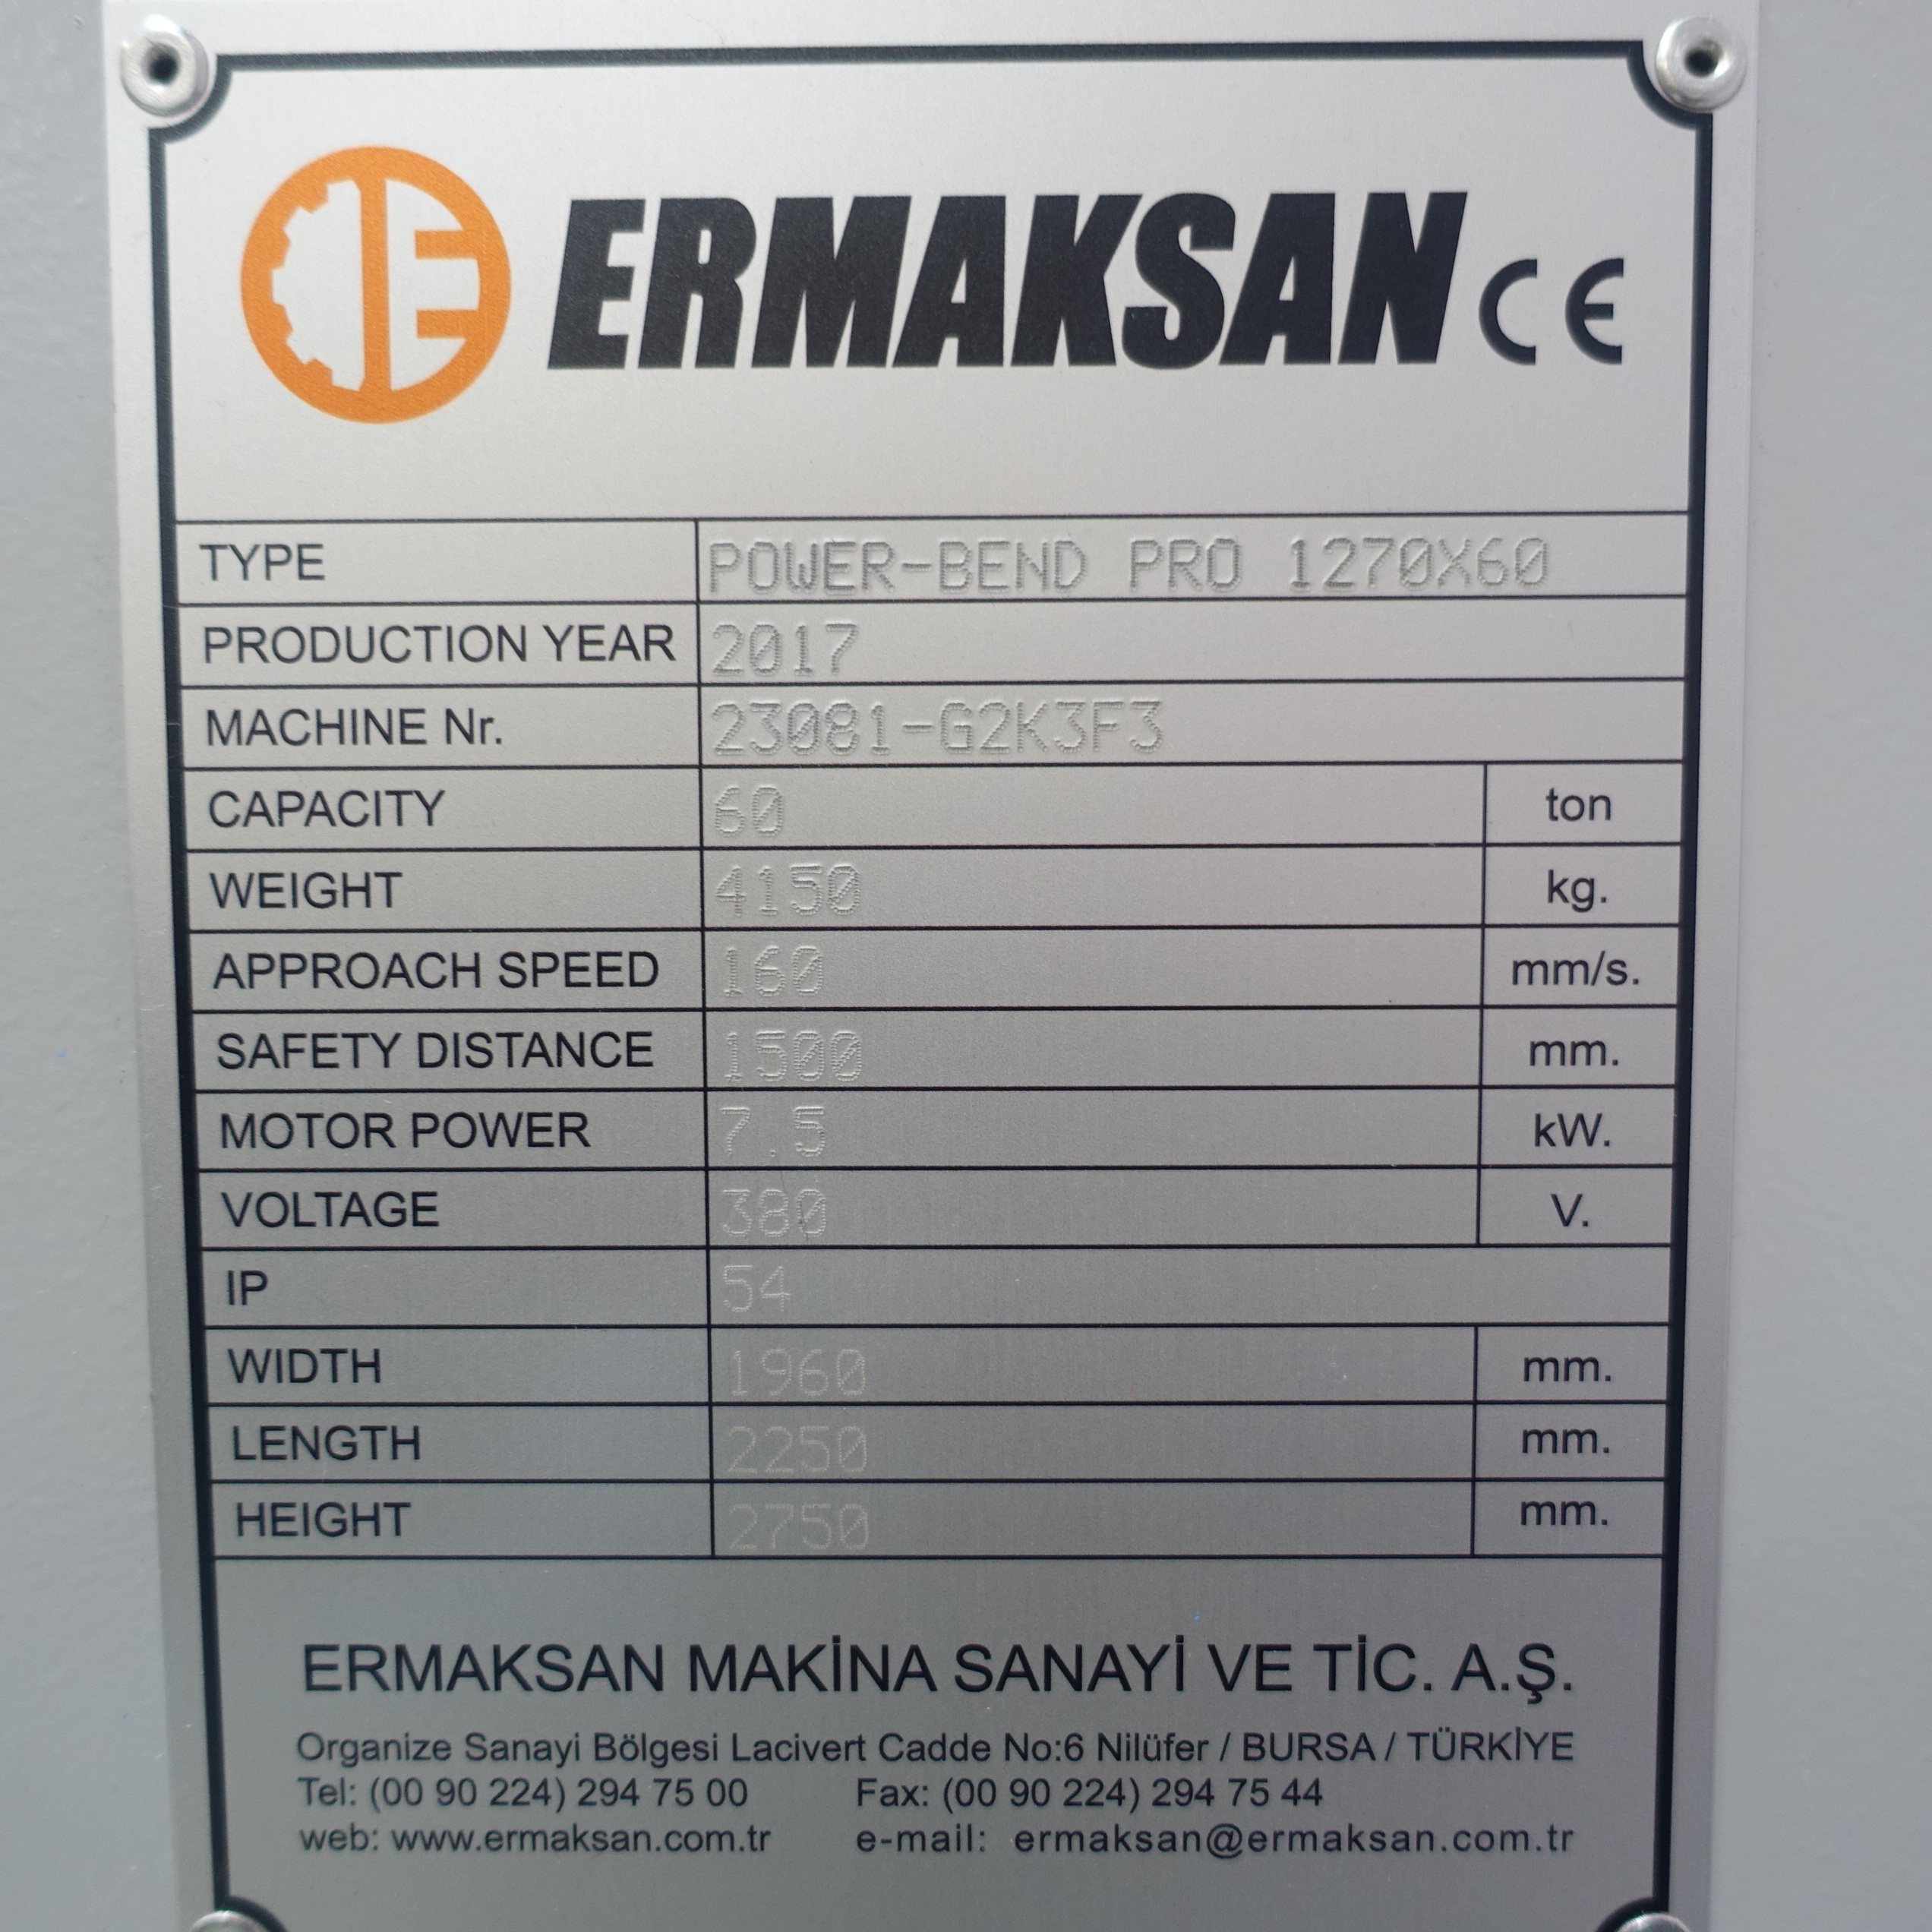 ERMAKSAN CE
TYPE POWER-BEND PRO 1270X60
PRODUCTION YEAR 2017
MACHINE Nr. 23081-G2K3F3
CAPACITY 60 ton
WEIGHT 4150 kg.
APPROACH SPEED 160 mm/s.
SAFETY DISTANCE 1500 mm.
MOTOR POWER 7.5 kW.
VOLTAGE 380 V.
IP 54
WIDTH 1960 mm.
LENGTH 2250 mm.
HEIGHT 2750 mm.
ERMAKSAN MAKİNA SANAYİ VE TİC. A.Ş.
Organize Sanayi Bölgesi Lacivert Cadde No:6 Nilüfer / BURSA / TÜRKİYE
Tel: (00 90 224) 294 75 00 Fax: (00 90 224) 294 75 44
web: www.ermaksan.com.tr e-mail: ermaksan@ermaksan.com.tr